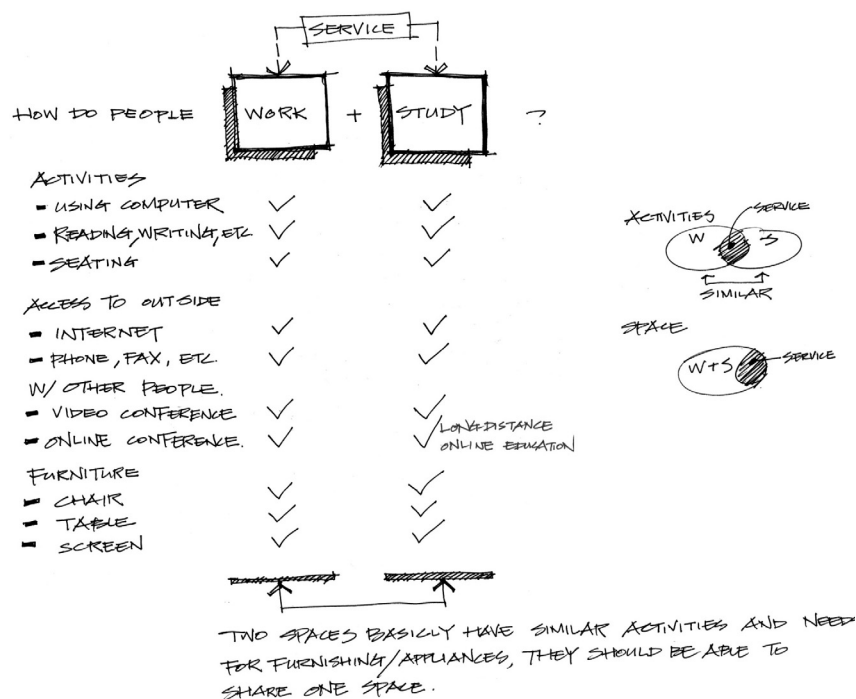 SERVICE
HOW DO PEOPLE WORK + STUDY ?
ACTIVITIES
- USING COMPUTER
- READING, WRITING, ETC
- SEATING
ACCESS TO OUTSIDE
- INTERNET
- PHONE, FAX, ETC.
W/ OTHER PEOPLE.
- VIDEO CONFERENCE
- ONLINE CONFERENCE.
LONG-DISTANCE
ONLINE EDUCATION
FURNITURE
- CHAIR
- TABLE
- SCREEN
ACTIVITIES
SERVICE
W S
SIMILAR
SPACE
W+S
SERVICE
TWO SPACES BASICLY HAVE SIMILAR ACTIVITIES AND NEEDS
FOR FURNISHING/APPLIANCES, THEY SHOULD BE ABLE TO
SHARE ONE SPACE.